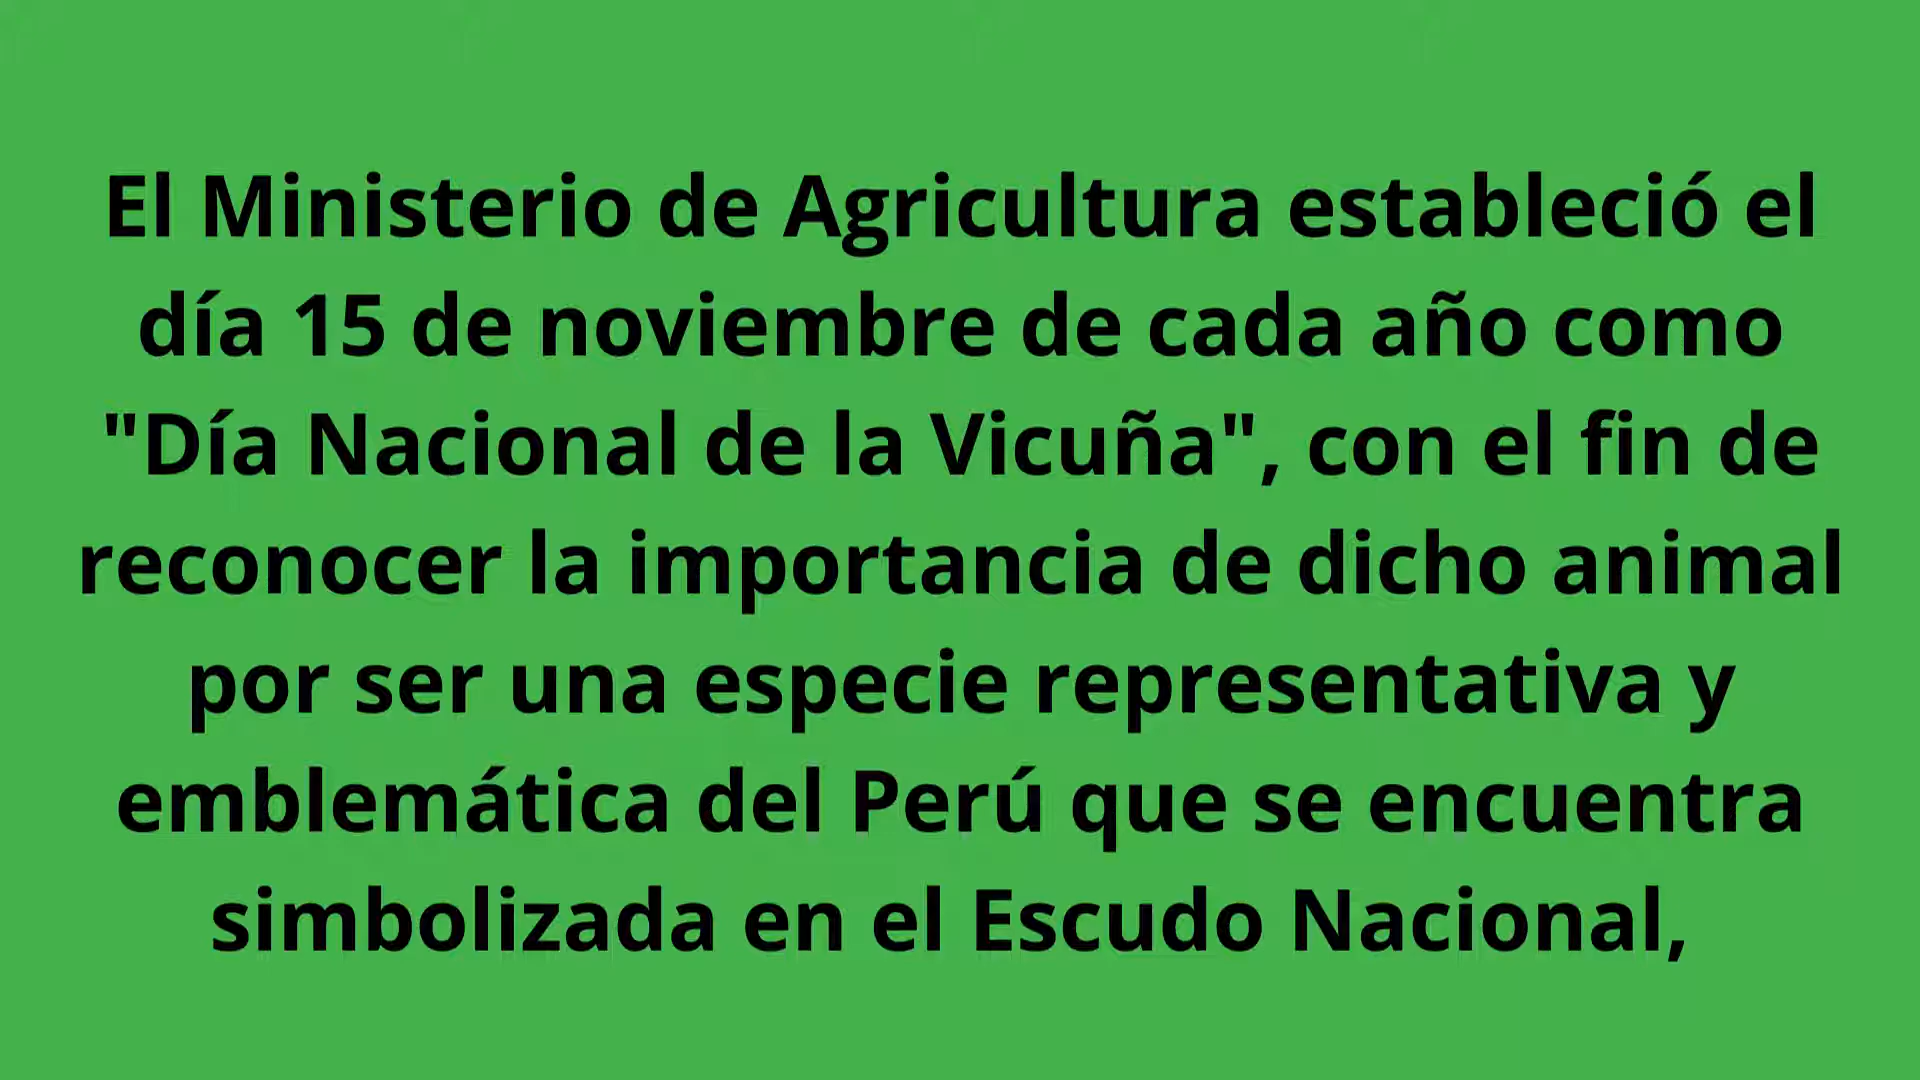 El Ministerio de Agricultura estableció el
día 15 de noviembre de cada año como
"Día Nacional de la Vicuña", con el fin de
reconocer la importancia de dicho animal
por ser una especie representativa y
emblemática del Perú que se encuentra
simbolizada en el Escudo Nacional,